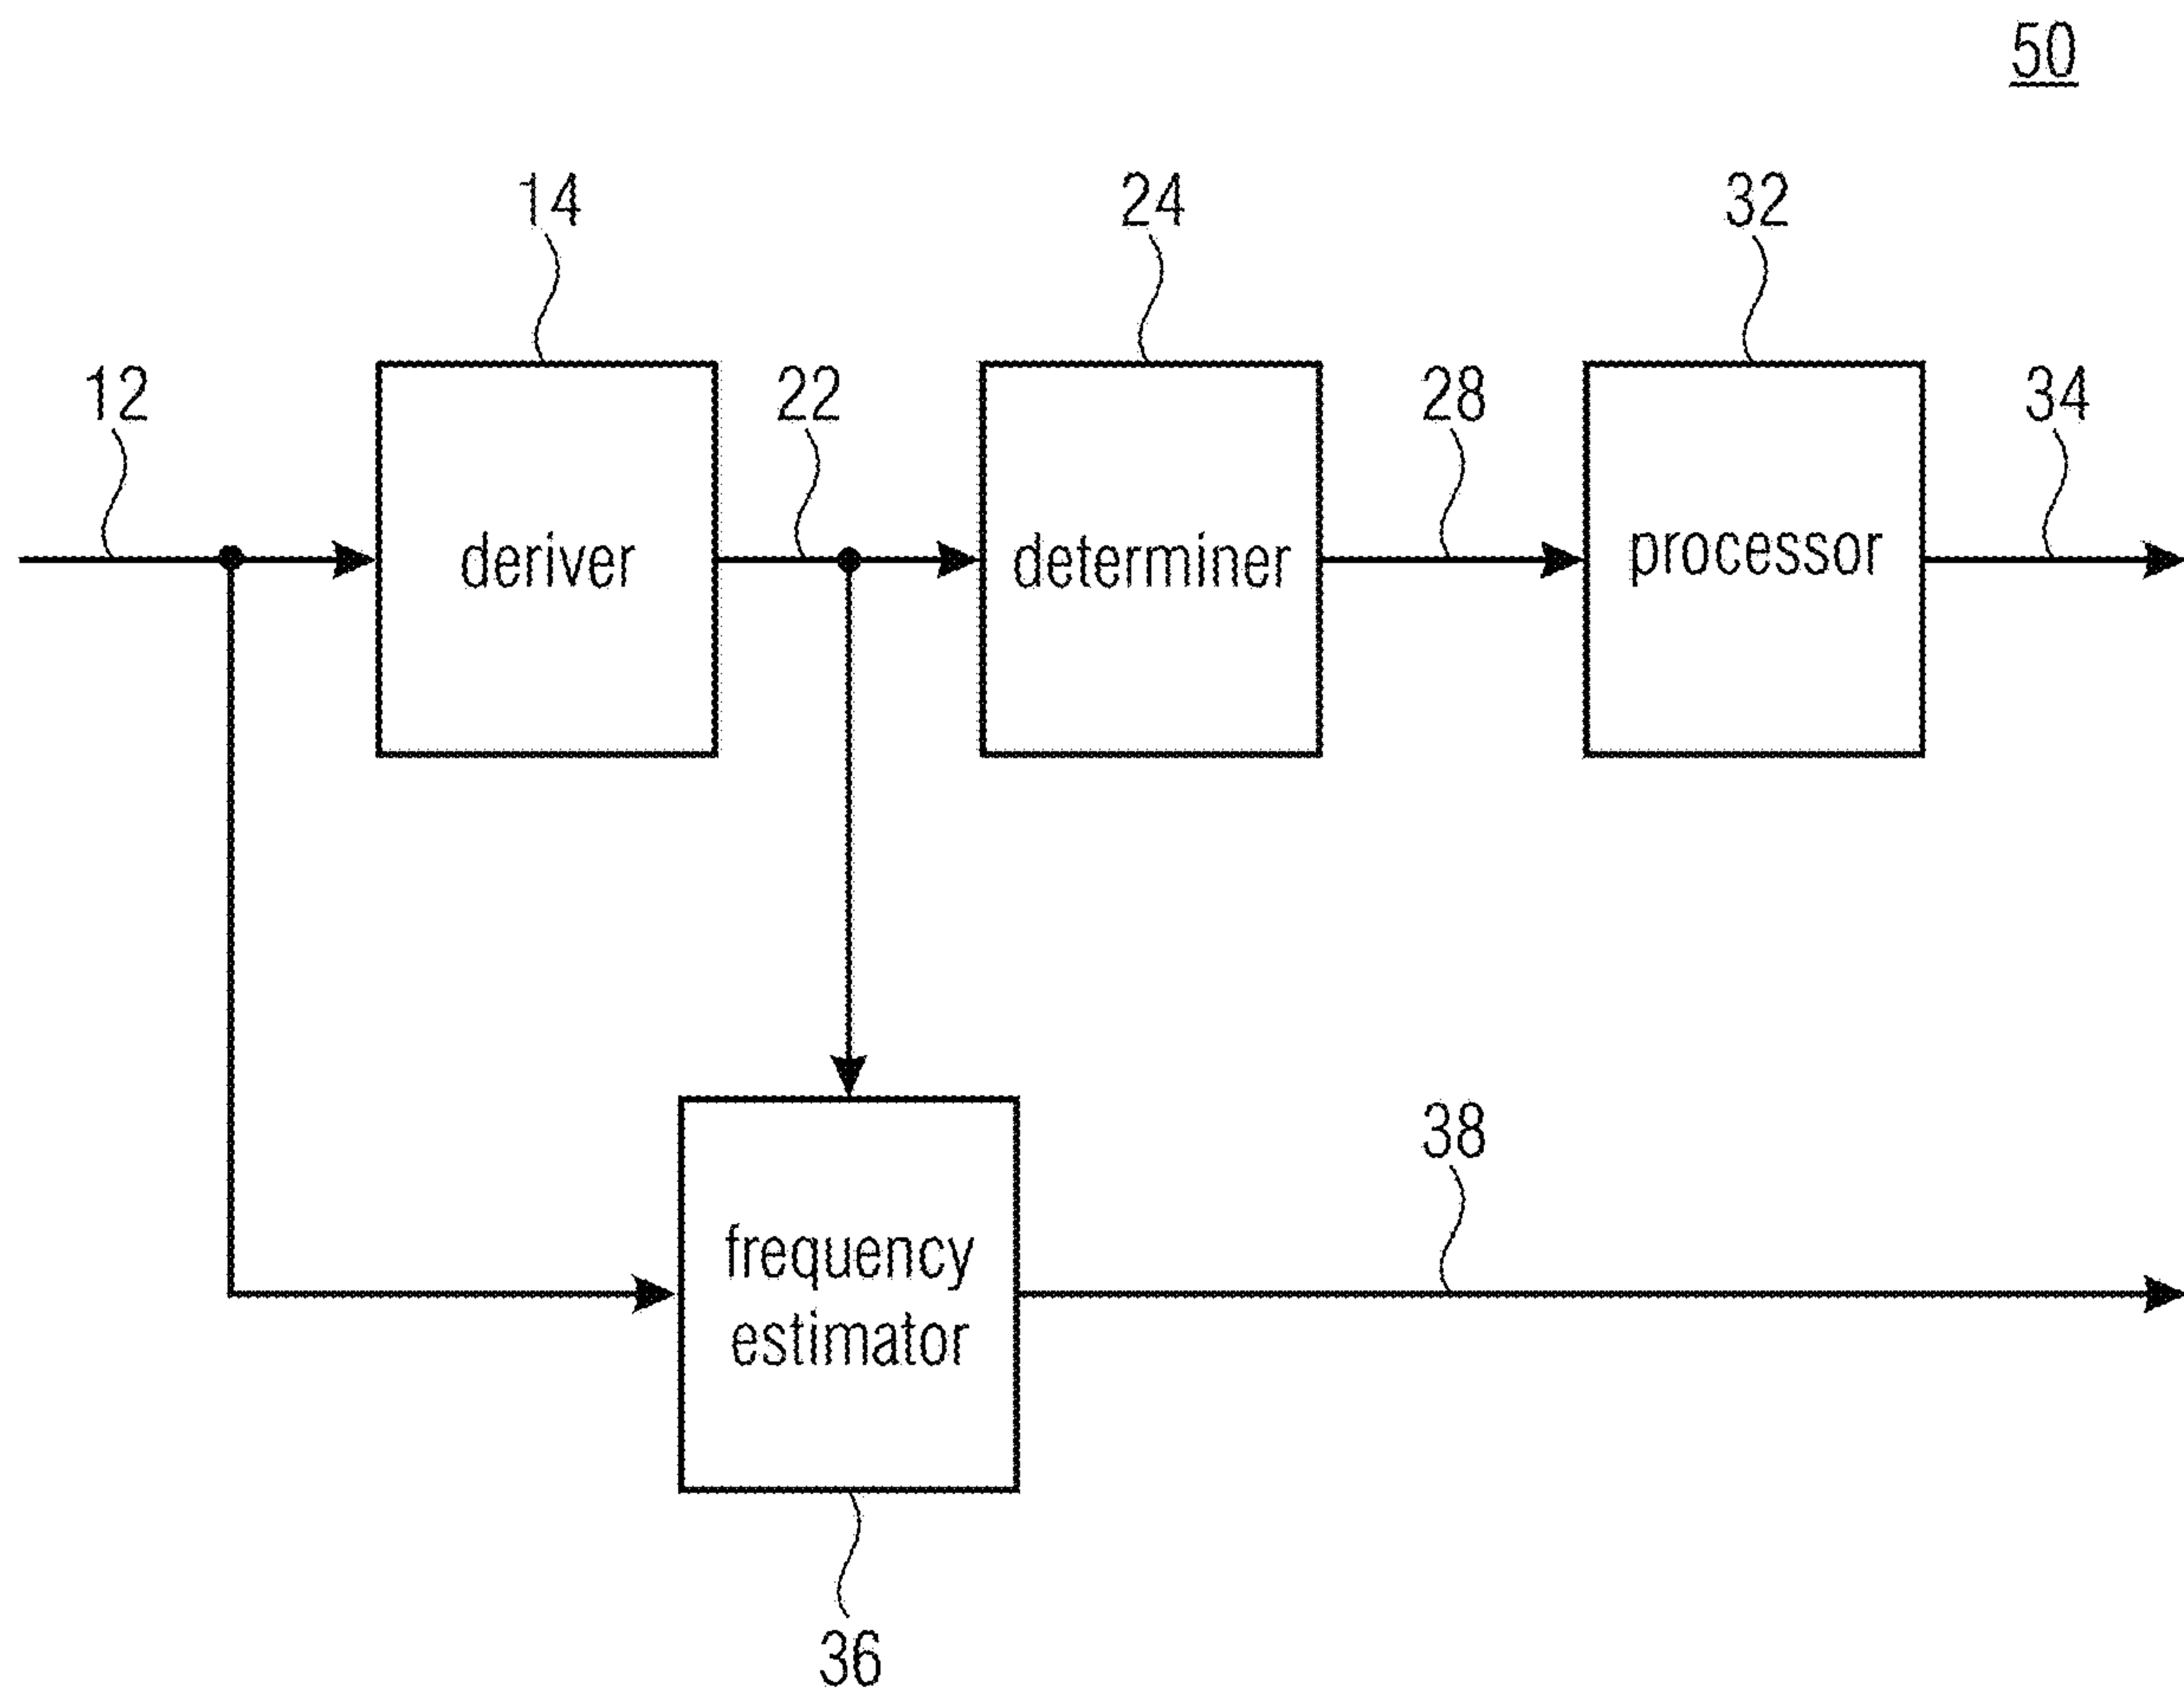 50
14
24
32
12
22
28
34
deriver
determiner
processor
38
frequency
estimator
36